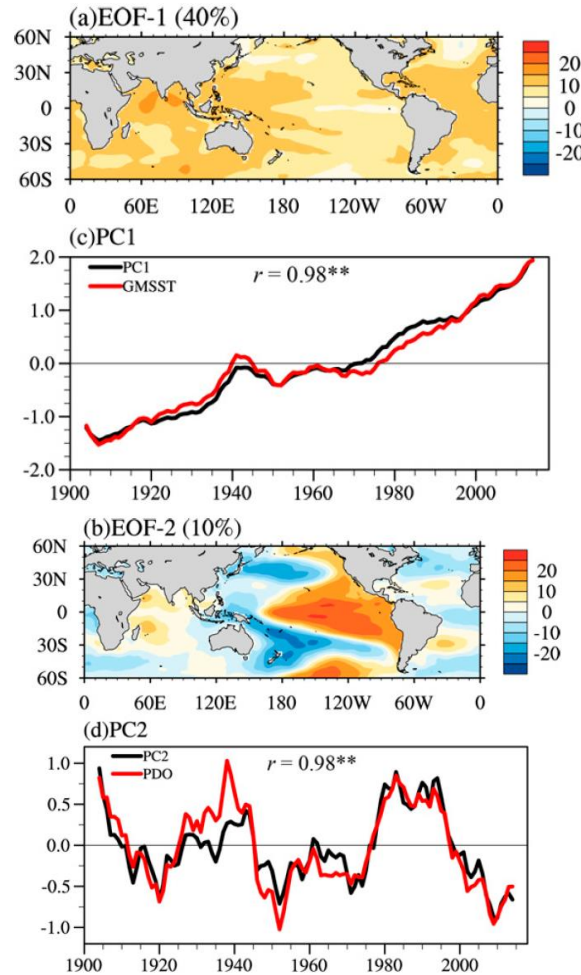 (a)EOF-1 (40%)
60N
30N
0
30S
60S
0 60E 120E 180 120W 60W 0
20
10
0
-10
-20
(c)PC1
PC1
GMSST
r = 0.98**
2.0
1.0
0.0
-1.0
-2.0
1900 1920 1940 1960 1980 2000
(b)EOF-2 (10%)
60N
30N
0
30S
60S
0 60E 120E 180 120W 60W 0
20
10
0
-10
-20
(d)PC2
PC2
PDO
r = 0.98**
1.0
0.5
0.0
-0.5
-1.0
1900 1920 1940 1960 1980 2000